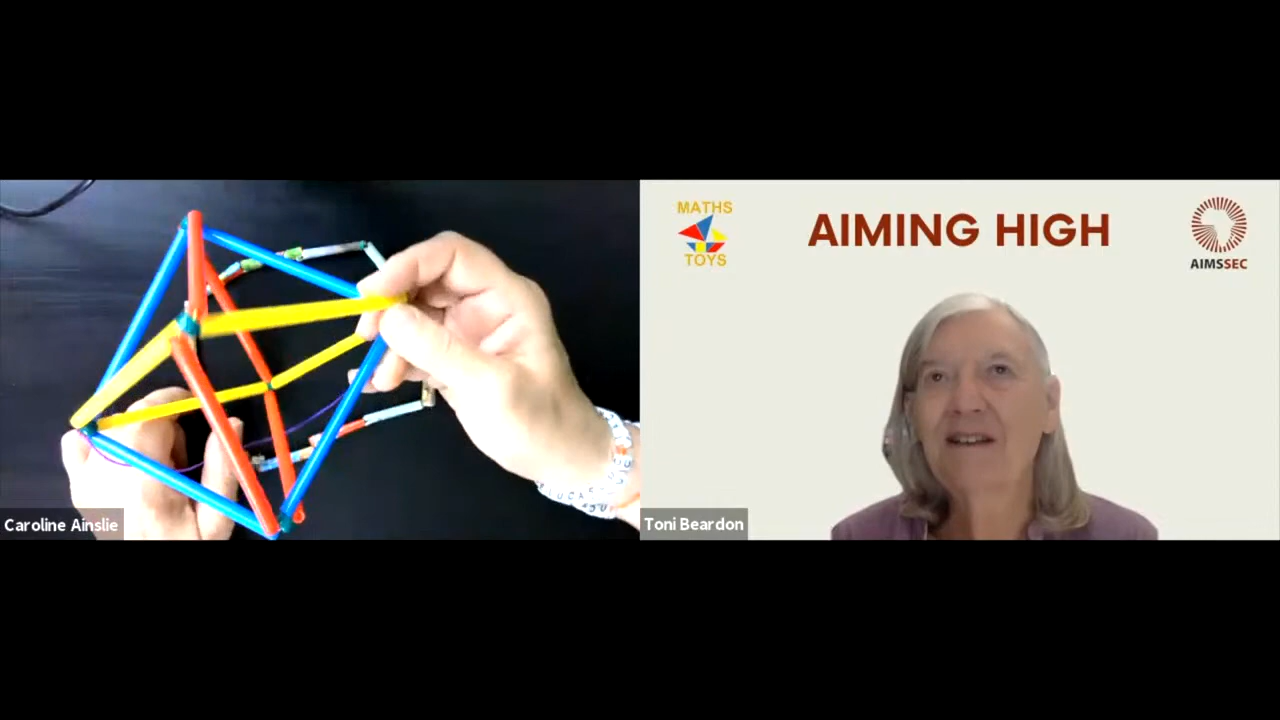 MATHS
TOYS
AIMING HIGH
AIMSSEC
Caroline Ainslie
Toni Beardon